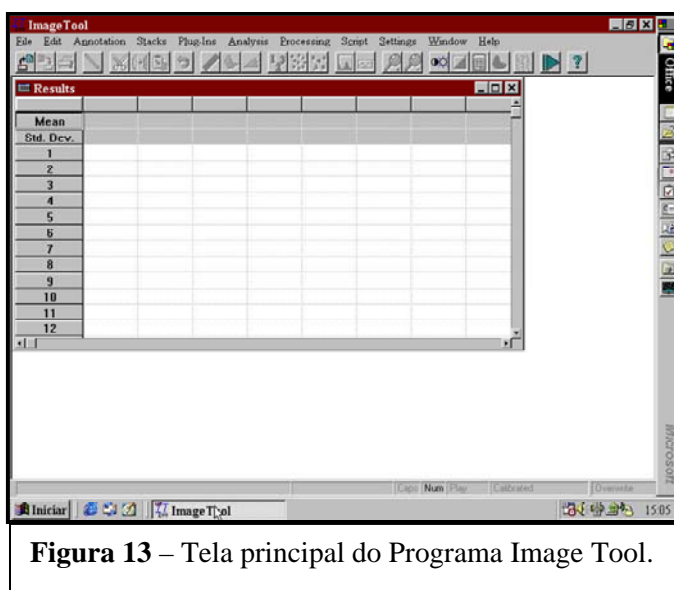 ImageTool
File Edit Annotation Stacks Plug-Ins Analysis Processing Script Settings Window Help
Office
Results
Mean
Std. Dev.
1
2
3
4
5
6
7
8
9
10
11
12
Microsoft
Caps Num Play Calibrated Overwrite
Iniciar ImageTool 15:05
Figura 13 – Tela principal do Programa Image Tool.